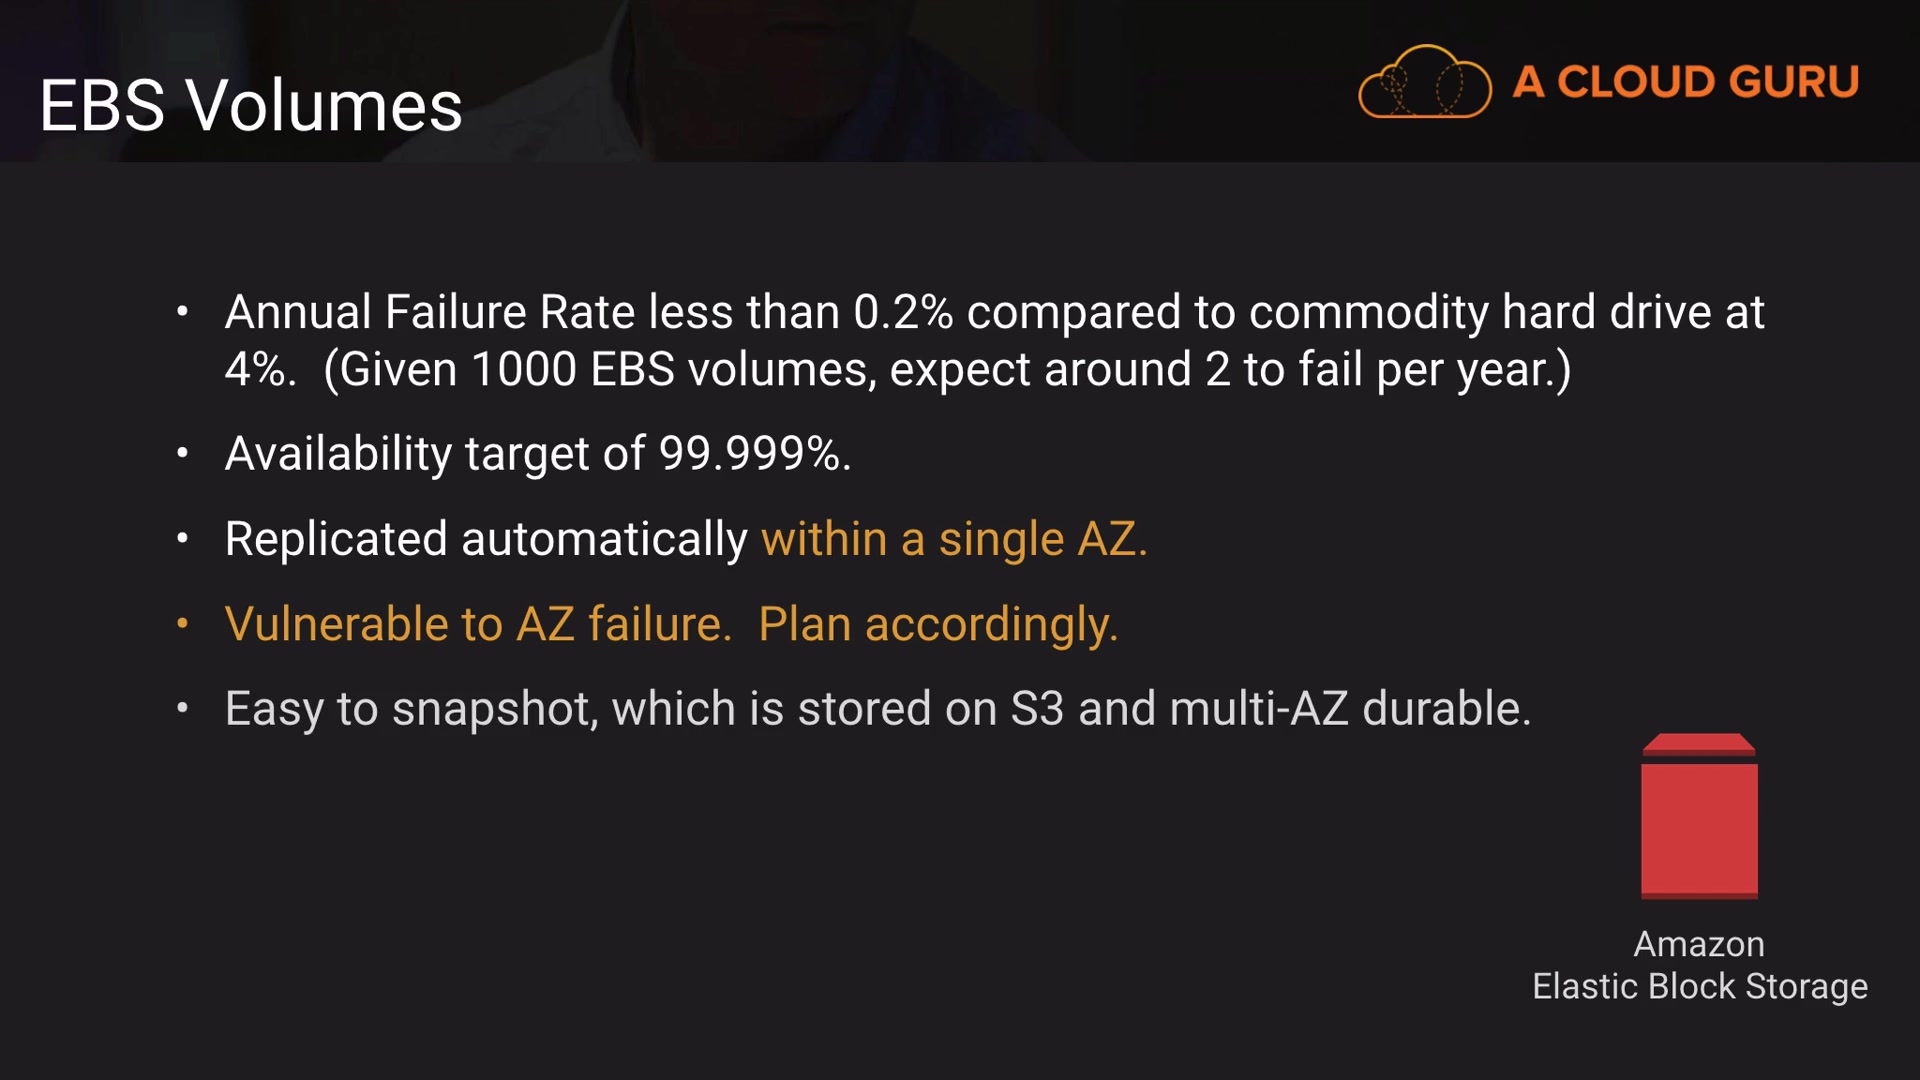 EBS Volumes
A CLOUD GURU
• Annual Failure Rate less than 0.2% compared to commodity hard drive at
4%.  (Given 1000 EBS volumes, expect around 2 to fail per year.)
• Availability target of 99.999%.
• Replicated automatically within a single AZ.
• Vulnerable to AZ failure.  Plan accordingly.
• Easy to snapshot, which is stored on S3 and multi-AZ durable.
Amazon
Elastic Block Storage